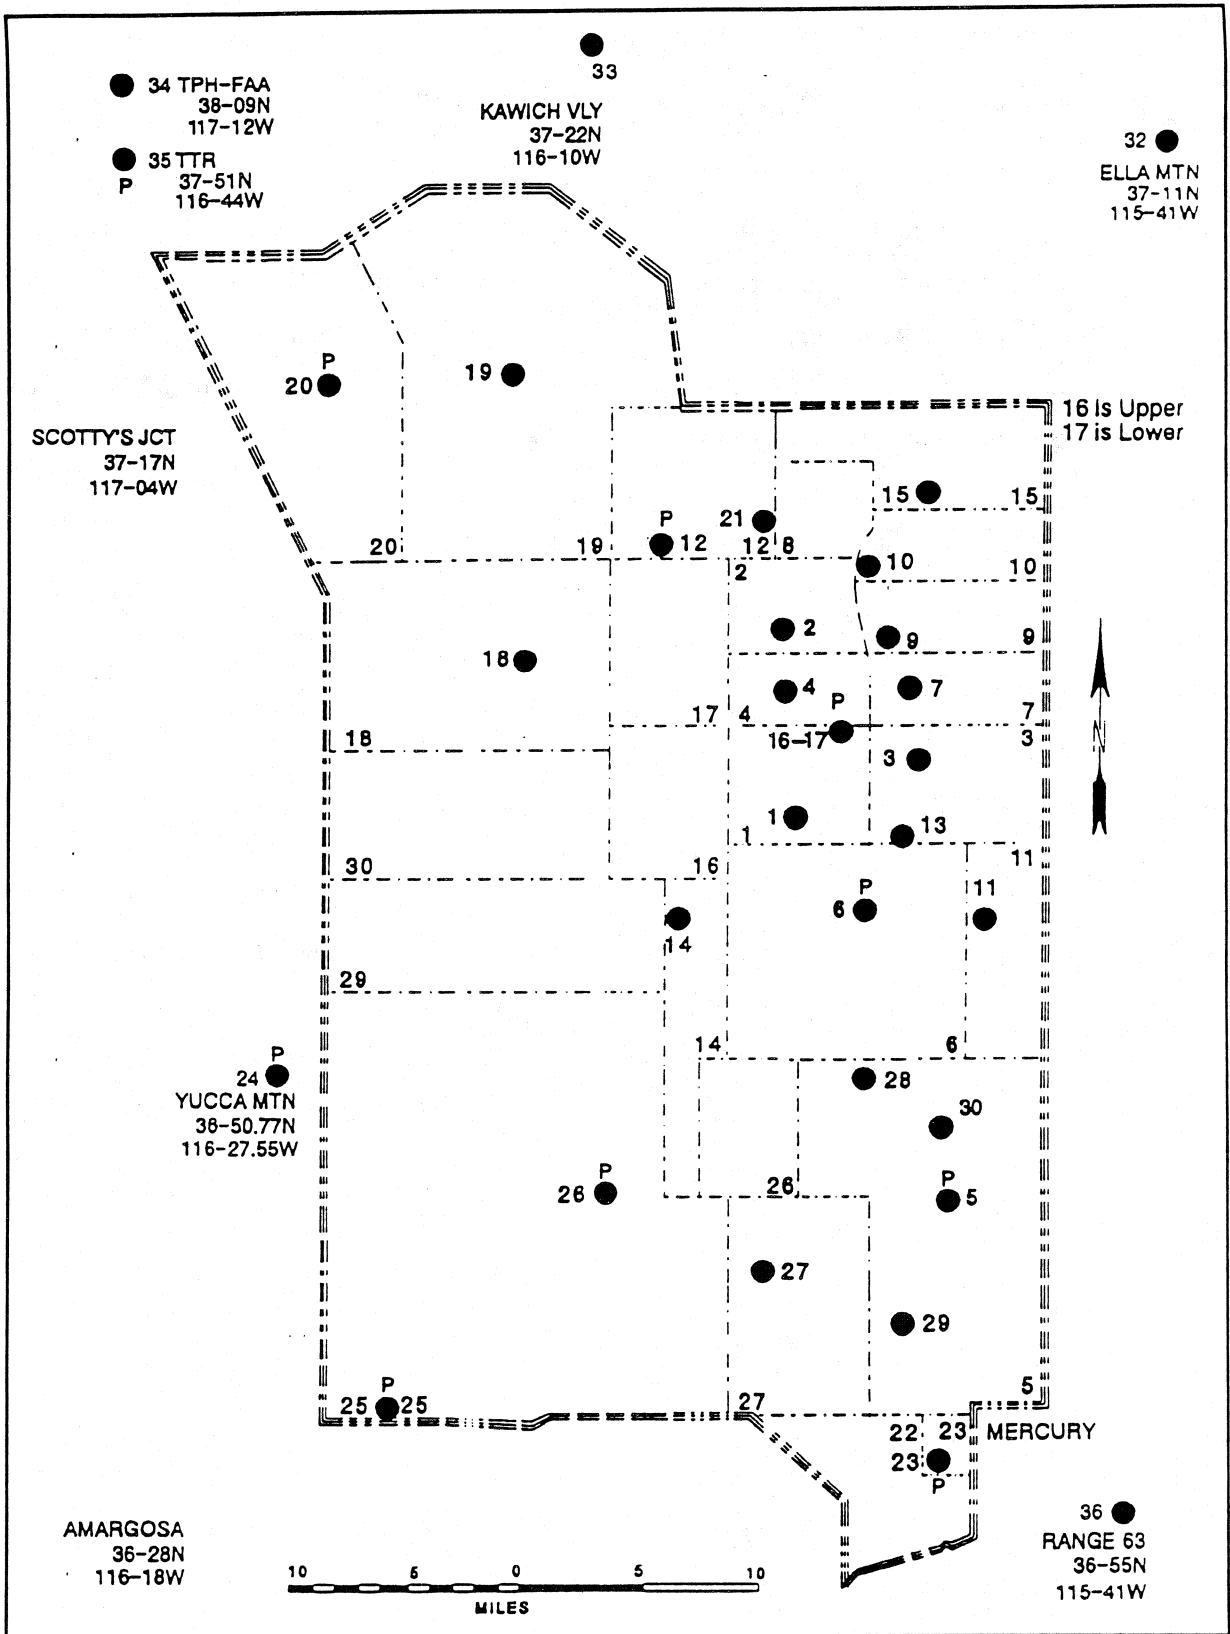 33
34 TPH-FAA
38-09N
117-12W
KAWICH VLY
37-22N
116-10W
32
ELLA MTN
37-11N
115-41W
35 TTR
P
37-51N
116-44W
P
20
19
16 is Upper
17 is Lower
SCOTTY'S JCT
37-17N
117-04W
15
15
21
P
12
20
19
12
8
10
10
2
2
9
9
18
4
7
P
17
4
7
16-17
3
3
18
1
13
1
11
30
16
P
6
11
14
29
14
6
P
24
YUCCA MTN
36-50.77N
116-27.55W
28
30
P
26
26
P
5
27
29
P
25
25
27
5
22
23
MERCURY
23
P
36
RANGE 63
36-55N
115-41W
AMARGOSA
36-28N
116-18W
10 5 0 5 10
MILES
N